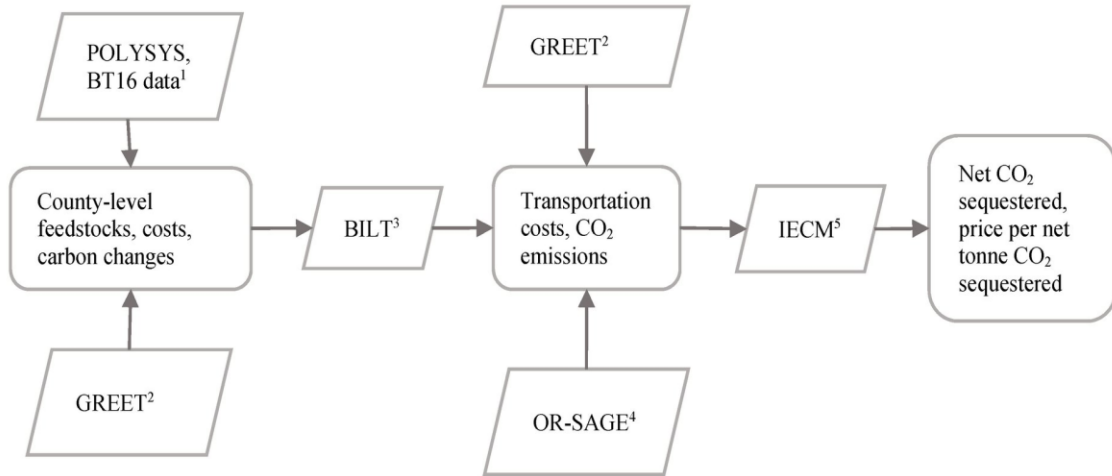 POLYSYS,
BT16 data¹
GREET²
County-level
feedstocks, costs,
carbon changes
BILT³
Transportation
costs, CO₂
emissions
IECM⁵
Net CO₂
sequestered,
price per net
tonne CO₂
sequestered
GREET²
OR-SAGE⁴